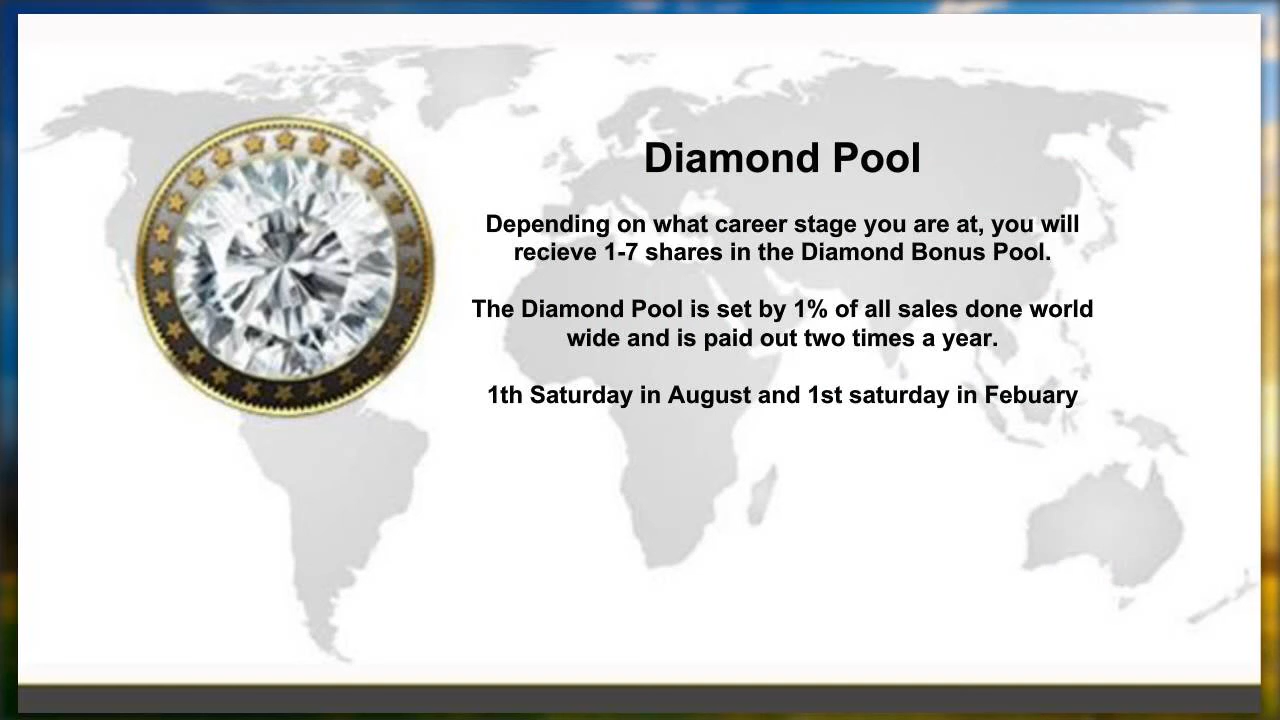 Diamond Pool
Depending on what career stage you are at, you will
recieve 1-7 shares in the Diamond Bonus Pool.
The Diamond Pool is set by 1% of all sales done world
wide and is paid out two times a year.
1th Saturday in August and 1st saturday in Febuary